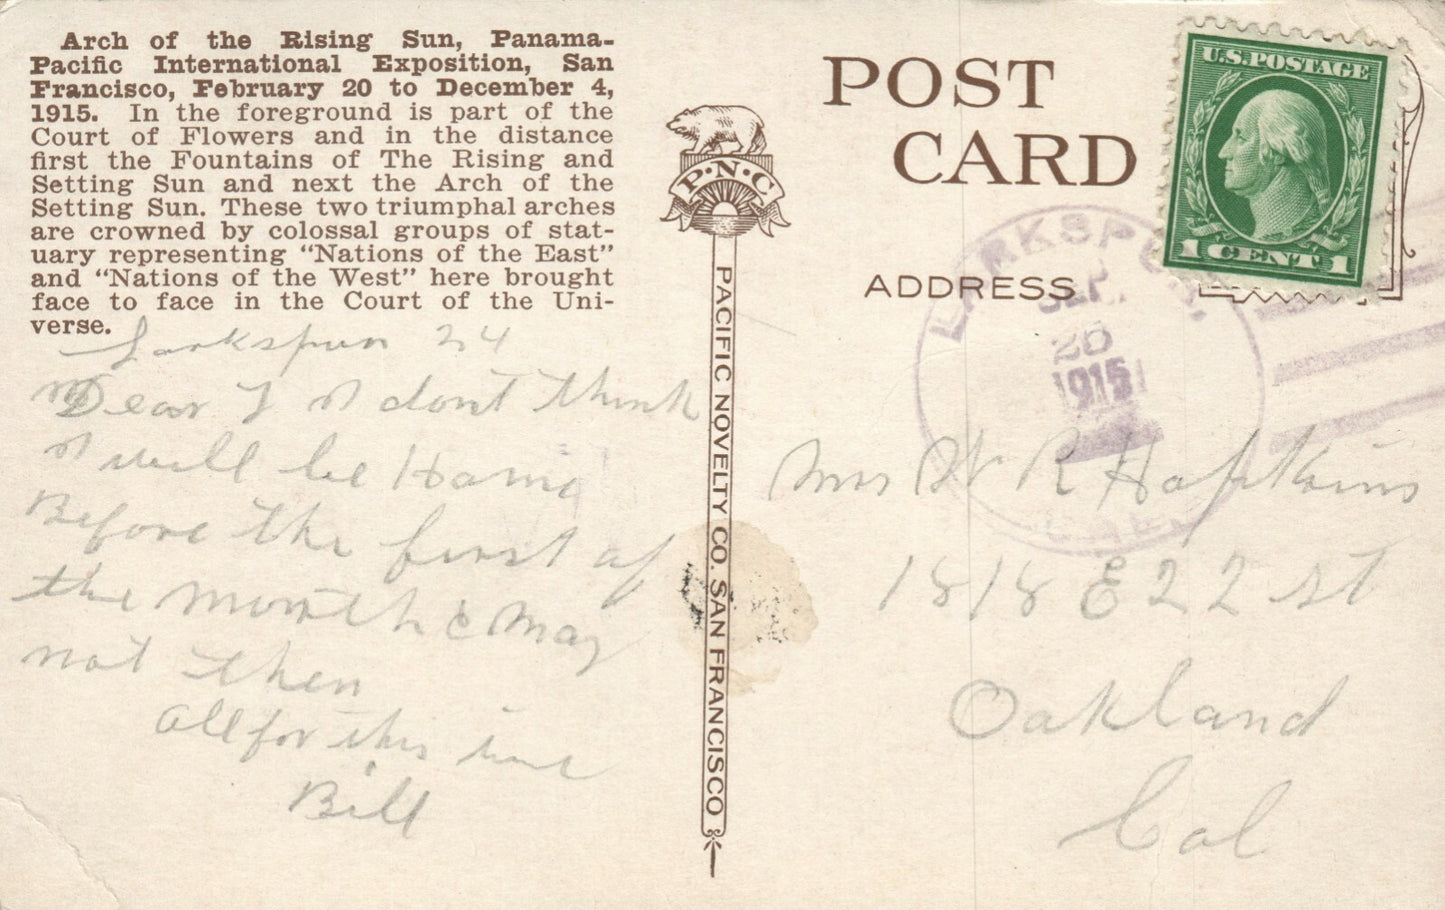 Arch of the Rising Sun, Panama-
Pacific International Exposition, San
Francisco, February 20 to December 4,
1915. In the foreground is part of the
Court of Flowers and in the distance
first the Fountains of The Rising and
Setting Sun and next the Arch of the
Setting Sun. These two triumphal arches
are crowned by colossal groups of stat-
uary representing "Nations of the East"
and "Nations of the West" here brought
face to face in the Court of the Uni-
verse.
Larkspur 24
Dear I dont think
I will be Home
Before the first of
the month & May
not then
all for this time
Bill
P·N·C
PACIFIC NOVELTY CO. SAN FRANCISCO
POST
CARD
ADDRESS
U.S. POSTAGE
1 CENT 1
LARKSPUR.
SEP
25
1915
CAL.
Mrs W R Hopkins
1818 E 22 st
Oakland
Cal